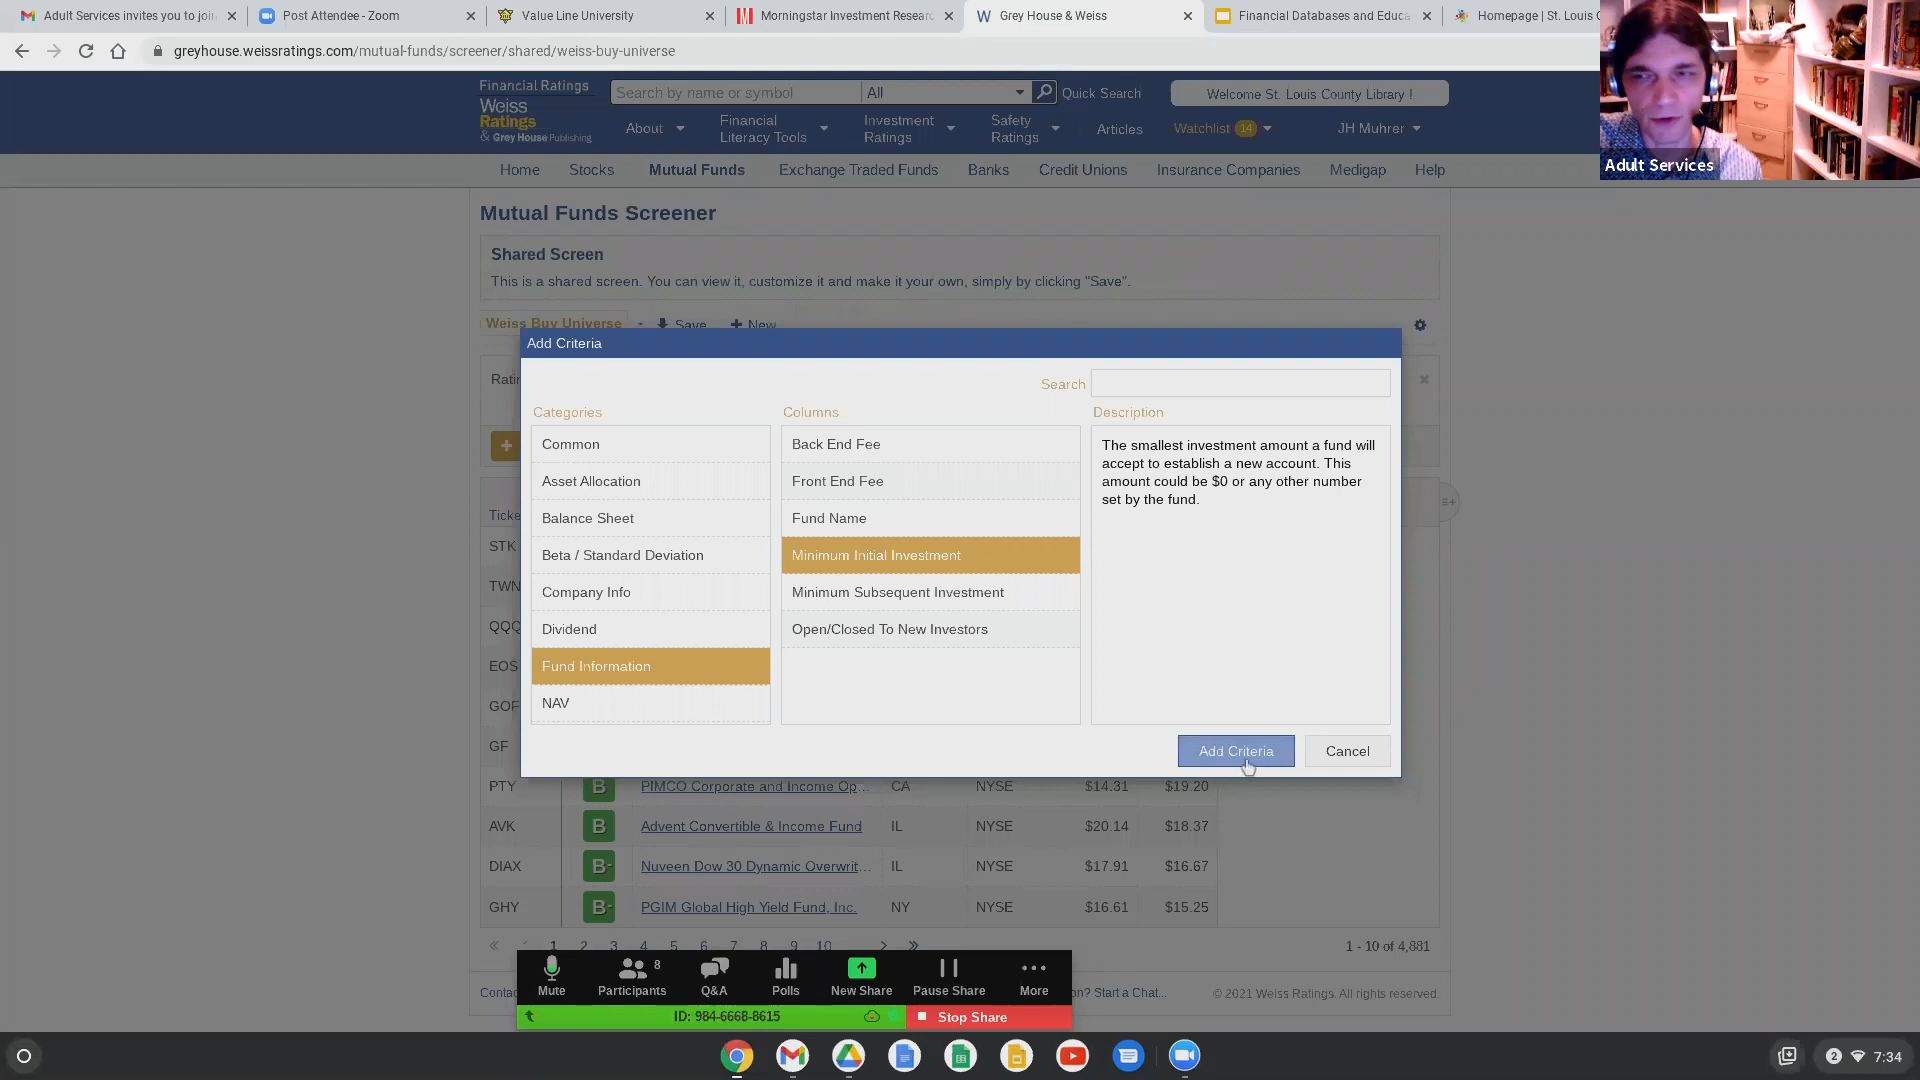 Adult Services invites you to joi
Post Attendee - Zoom
Value Line University
Morningstar Investment Researc
Grey House & Weiss
Financial Databases and Educa
Homepage | St. Louis C
greyhouse.weissratings.com/mutual-funds/screener/shared/weiss-buy-universe
Financial Ratings
Weiss
Ratings
& Grey House Publishing
Search by name or symbol
All
Quick Search
Welcome St. Louis County Library !
About
Financial
Literacy Tools
Investment
Ratings
Safety
Ratings
Articles
Watchlist 14
JH Muhrer
Adult Services
Home
Stocks
Mutual Funds
Exchange Traded Funds
Banks
Credit Unions
Insurance Companies
Medigap
Help
Mutual Funds Screener
Shared Screen
This is a shared screen. You can view it, customize it and make it your own, simply by clicking "Save".
Weiss Buy Universe
Save
New
Add Criteria
Ratin
Search
Categories
Columns
Description
Common
Asset Allocation
Balance Sheet
Beta / Standard Deviation
Company Info
Dividend
Fund Information
NAV
Back End Fee
Front End Fee
Fund Name
Minimum Initial Investment
Minimum Subsequent Investment
Open/Closed To New Investors
The smallest investment amount a fund will
accept to establish a new account. This
amount could be $0 or any other number
set by the fund.
Add Criteria
Cancel
Ticke
STK
TWN
QQQ
EOS
GOF
GF
PTY B PIMCO Corporate and Income Op... CA NYSE $14.31 $19.20
AVK B Advent Convertible & Income Fund IL NYSE $20.14 $18.37
DIAX B- Nuveen Dow 30 Dynamic Overwrit... IL NYSE $17.91 $16.67
GHY B- PGIM Global High Yield Fund, Inc. NY NYSE $16.61 $15.25
« 1 2 3 4 5 6 7 8 9 10 > »
1 - 10 of 4,881
Mute
Participants 8
Q&A
Polls
New Share
Pause Share
More
ID: 984-6668-8615
Stop Share
Contac
on? Start a Chat...
© 2021 Weiss Ratings. All rights reserved.
2
7:34